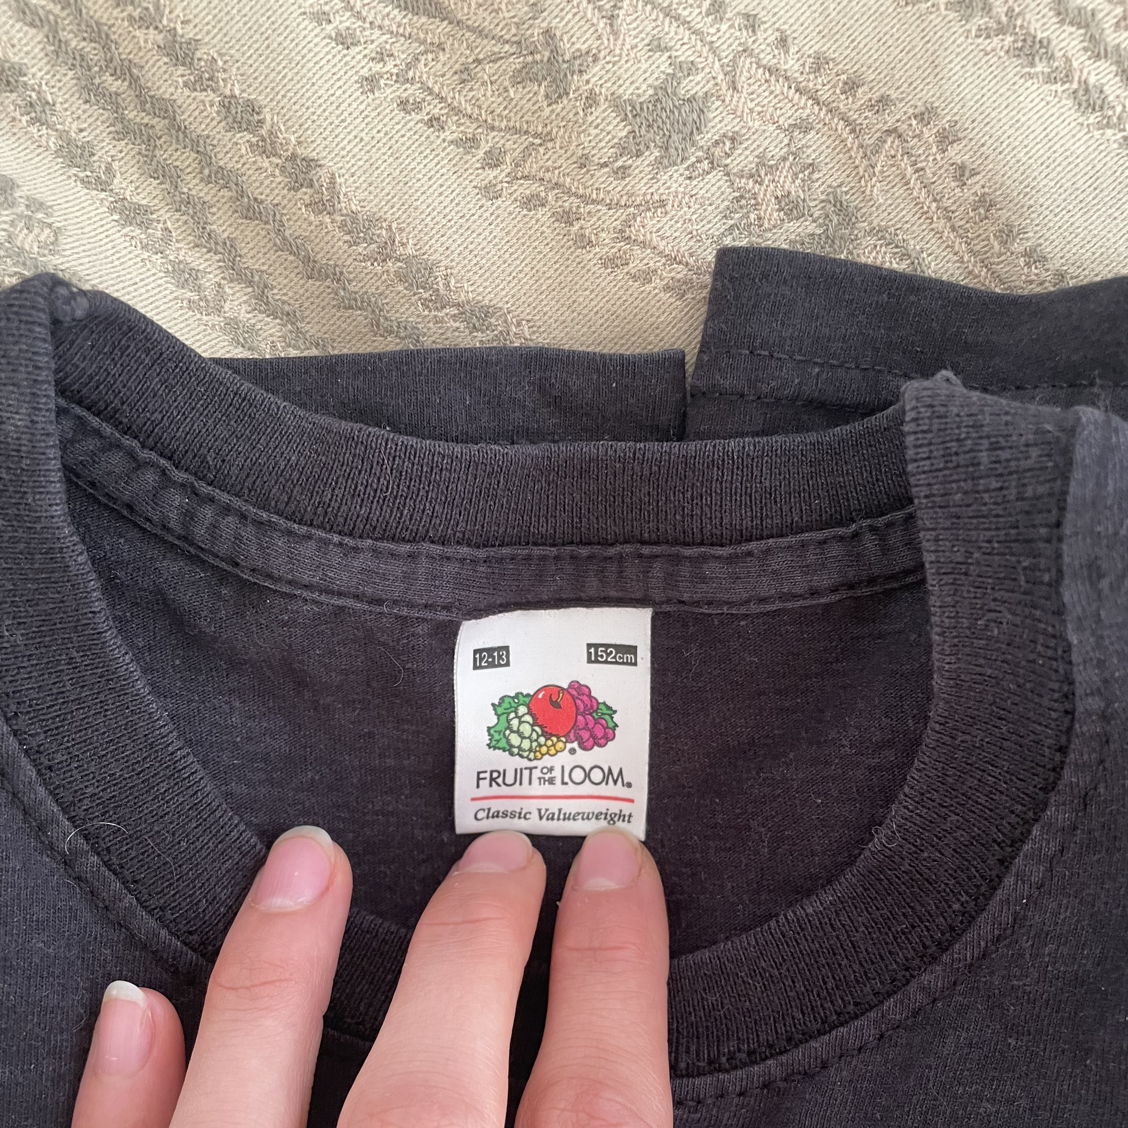 12-13 152cm
FRUIT OF THE LOOM®
Classic Valueweight